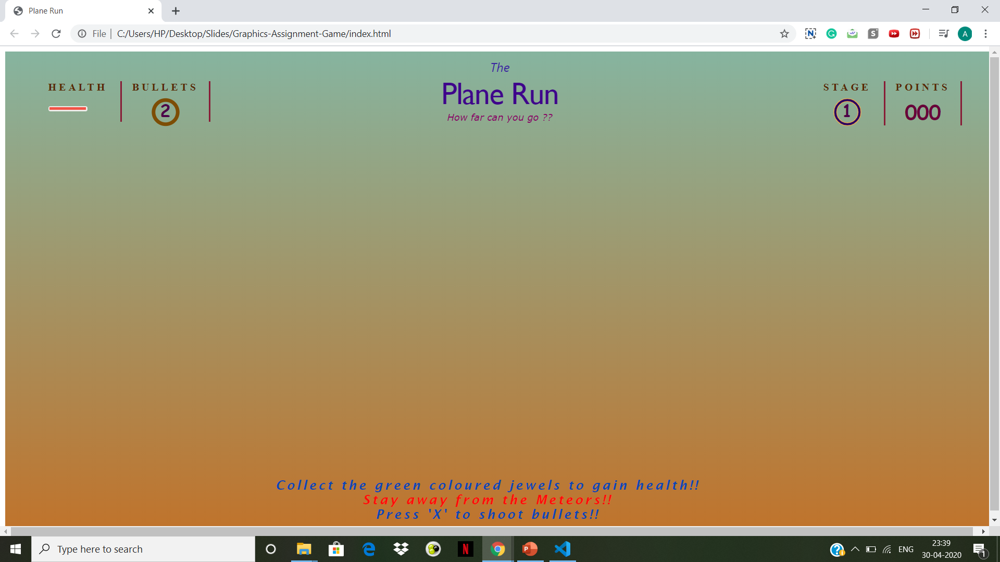 Plane Run
File | C:/Users/HP/Desktop/Slides/Graphics-Assignment-Game/index.html
A
The
Plane Run
How far can you go ??
HEALTH
BULLETS
2
STAGE
1
POINTS
000
Collect the green coloured jewels to gain health!!
Stay away from the Meteors!!
Press 'X' to shoot bullets!!
Type here to search
ENG
23:39
30-04-2020
1